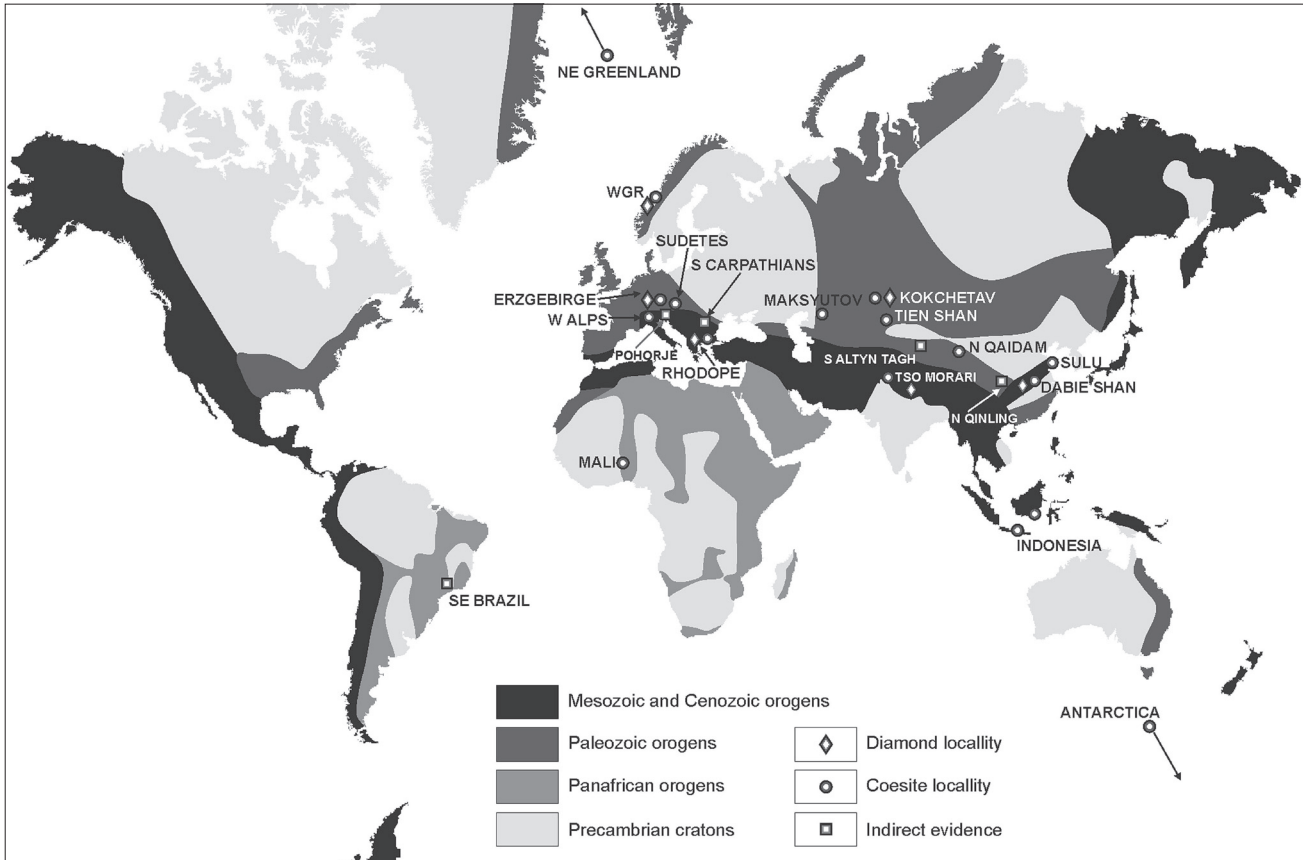 NE GREENLAND
WGR
SUDETES
S CARPATHIANS
ERZGEBIRGE
MAKSYUTOV
KOKCHETAV
TIEN SHAN
W ALPS
POHORJE
RHODOPE
S ALTYN TAGH
N QAIDAM
SULU
TSO MORARI
DABIE SHAN
N QINLING
MALI
INDONESIA
SE BRAZIL
ANTARCTICA
Mesozoic and Cenozoic orogens
Paleozoic orogens
Panafrican orogens
Precambrian cratons
Diamond locallity
Coesite locallity
Indirect evidence